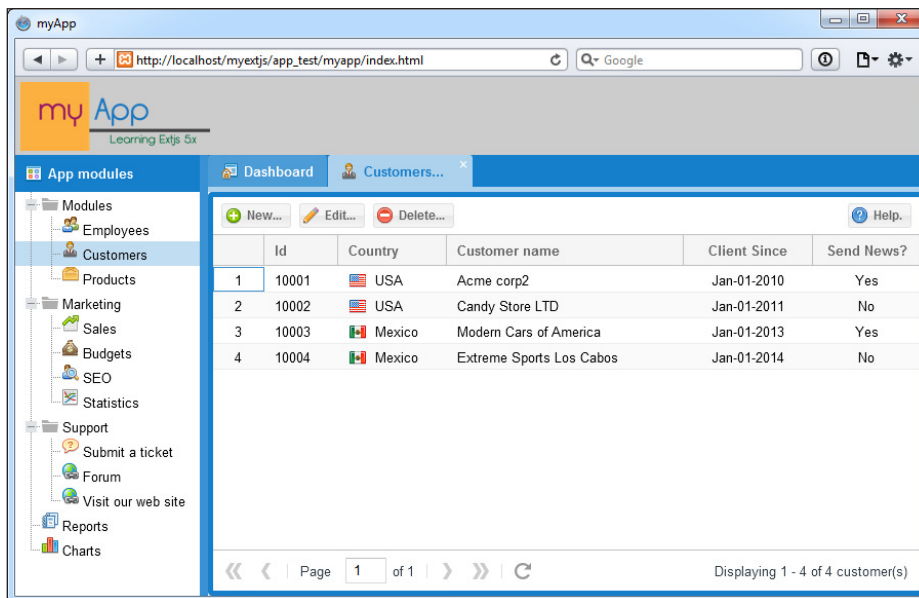 myApp
http://localhost/myextjs/app_test/myapp/index.html
Google
my App
Learning Extjs 5x
App modules
Dashboard
Customers...
Modules
Employees
Customers
Products
Marketing
Sales
Budgets
SEO
Statistics
Support
Submit a ticket
Forum
Visit our web site
Reports
Charts
New... Edit... Delete... Help.
Id Country Customer name Client Since Send News?
1 10001 USA Acme corp2 Jan-01-2010 Yes
2 10002 USA Candy Store LTD Jan-01-2011 No
3 10003 Mexico Modern Cars of America Jan-01-2013 Yes
4 10004 Mexico Extreme Sports Los Cabos Jan-01-2014 No
Page 1 of 1 Displaying 1 - 4 of 4 customer(s)